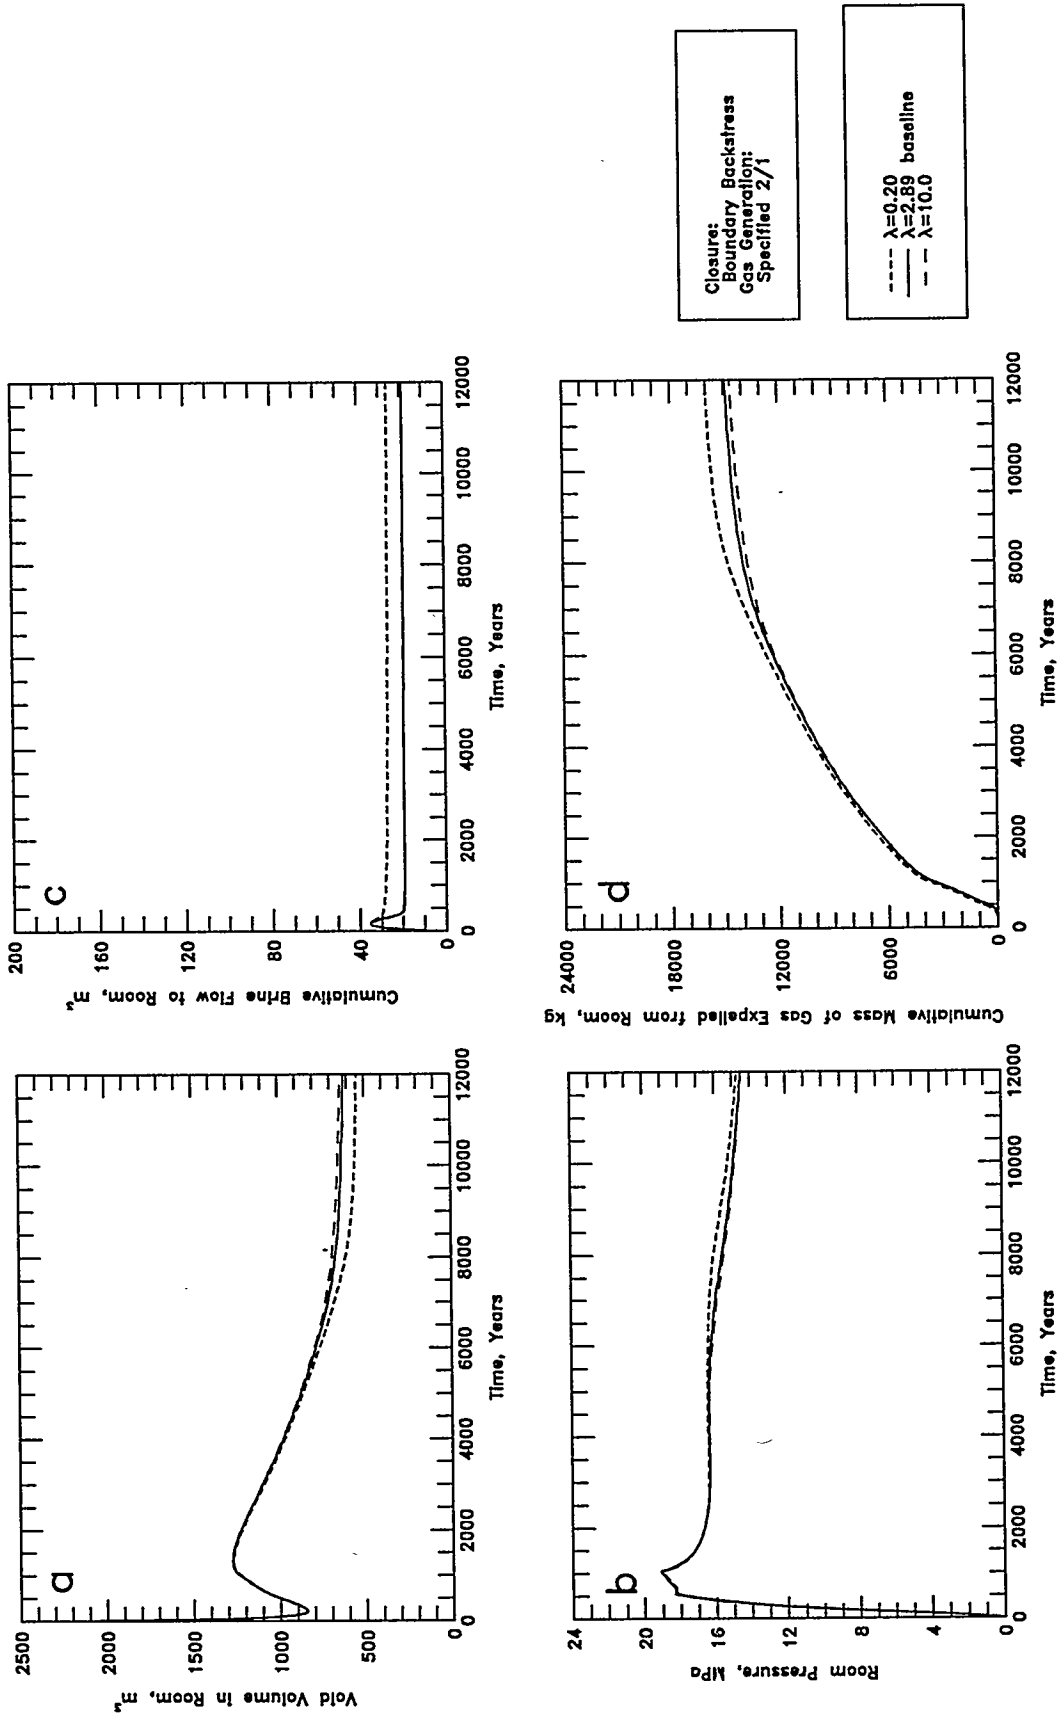 a
Void Volume in Room, m³
2500
2000
1500
1000
500
0
0
2000
4000
6000
8000
10000
12000
Time, Years
c
Cumulative Brine Flow to Room, m³
200
160
120
80
40
0
0
2000
4000
6000
8000
10000
12000
Time, Years
b
Room Pressure, MPa
24
20
16
12
8
4
0
0
2000
4000
6000
8000
10000
12000
Time, Years
d
Cumulative Mass of Gas Expelled from Room, kg
24000
18000
12000
6000
0
0
2000
4000
6000
8000
10000
12000
Time, Years
Closure:
Boundary Backstress
Gas Generation:
Specified 2/1
λ=0.20
λ=2.89 baseline
λ=10.0